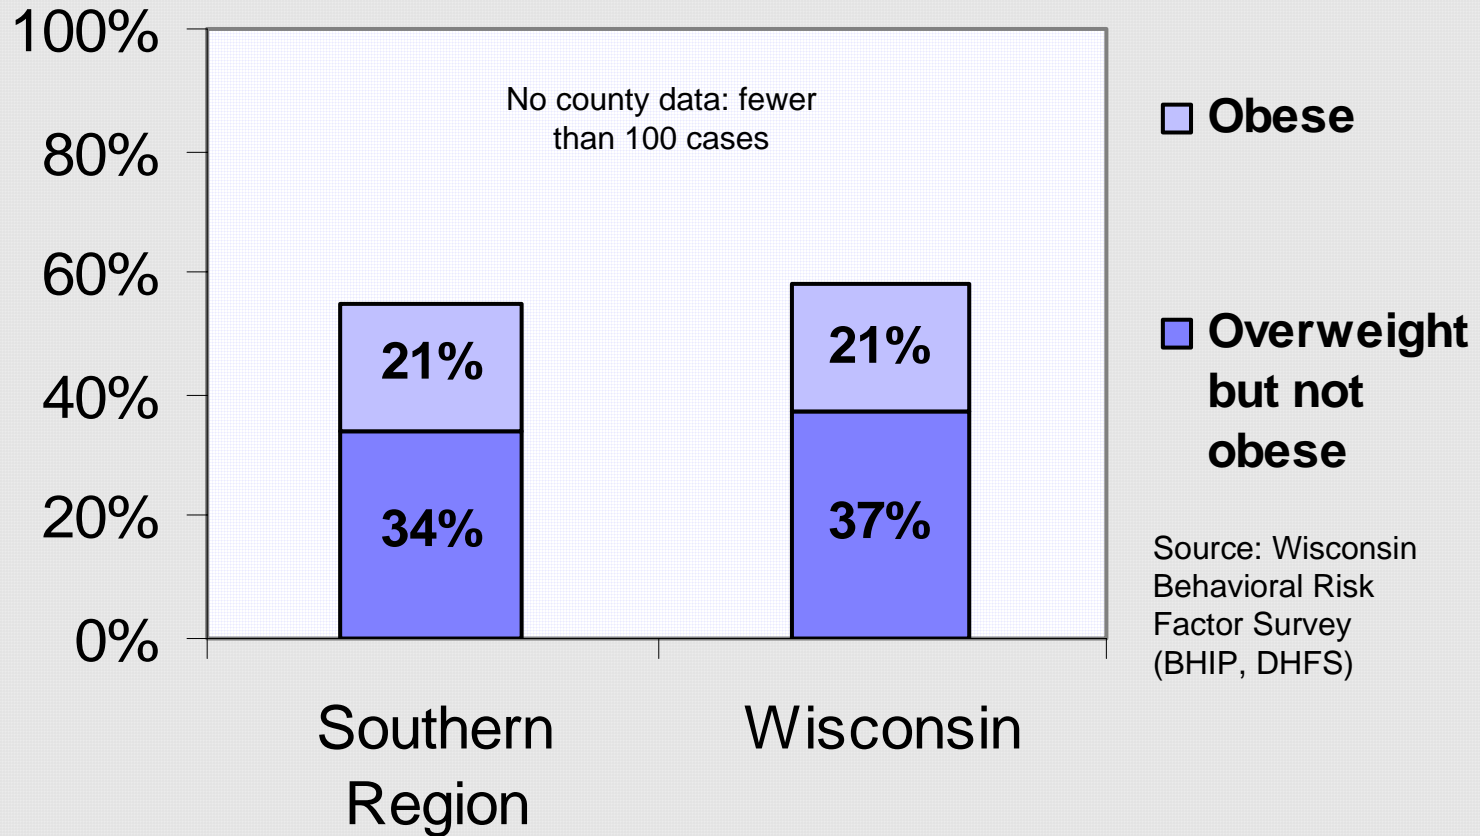 100%
80%
60%
40%
20%
0%
No county data: fewer
than 100 cases
21%
34%
21%
37%
Southern
Region
Wisconsin
Obese
Overweight
but not
obese
Source: Wisconsin
Behavioral Risk
Factor Survey
(BHIP, DHFS)